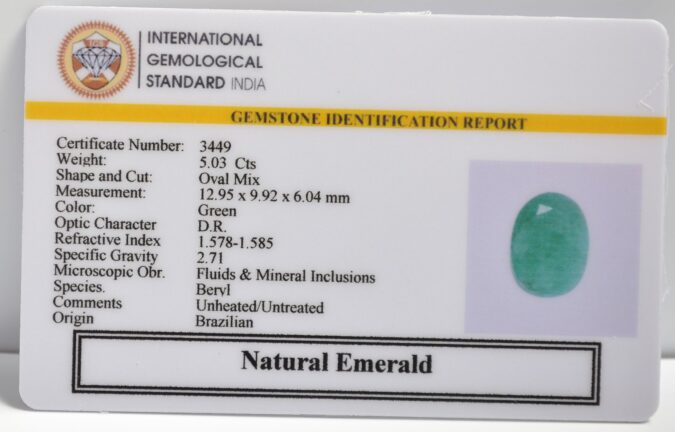 INTERNATIONAL
GEMOLOGICAL
STANDARD INDIA
GEMSTONE IDENTIFICATION REPORT
Certificate Number: 3449
Weight: 5.03 Cts
Shape and Cut: Oval Mix
Measurement: 12.95 x 9.92 x 6.04 mm
Color: Green
Optic Character D.R.
Refractive Index 1.578-1.585
Specific Gravity 2.71
Microscopic Obr. Fluids & Mineral Inclusions
Species. Beryl
Comments Unheated/Untreated
Origin Brazilian
Natural Emerald